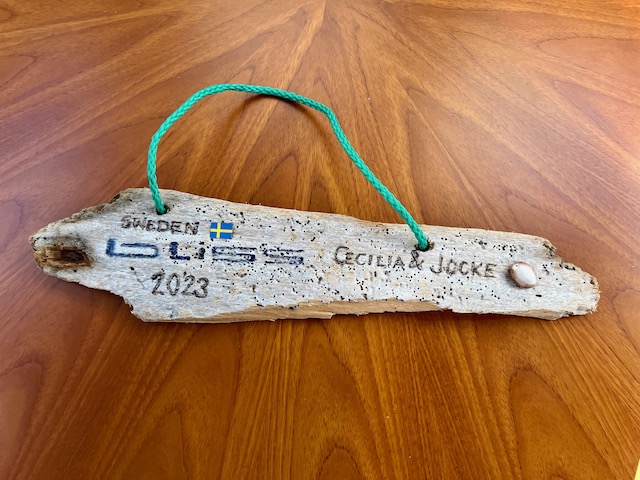 SWEDEN
bLISS
2023
CECILIA & JOCKE